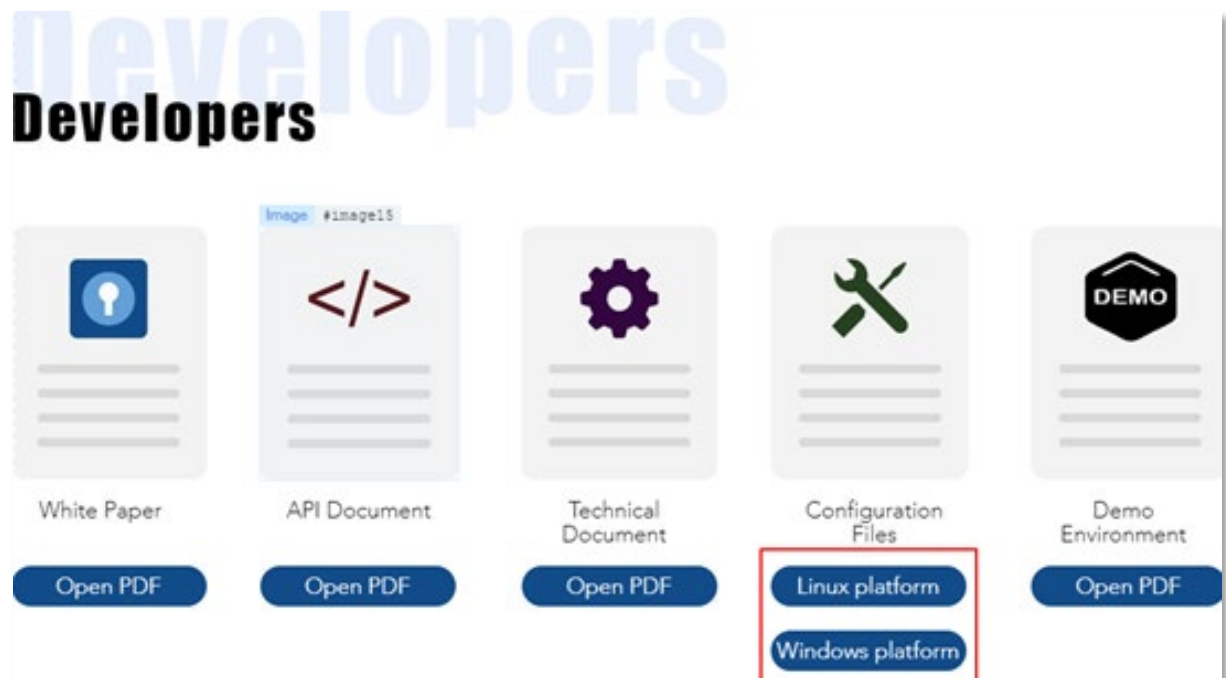 Developers
Developers
Image #image15
</>
DEMO
White Paper
API Document
Technical
Document
Configuration
Files
Demo
Environment
Open PDF
Open PDF
Open PDF
Linux platform
Open PDF
Windows platform